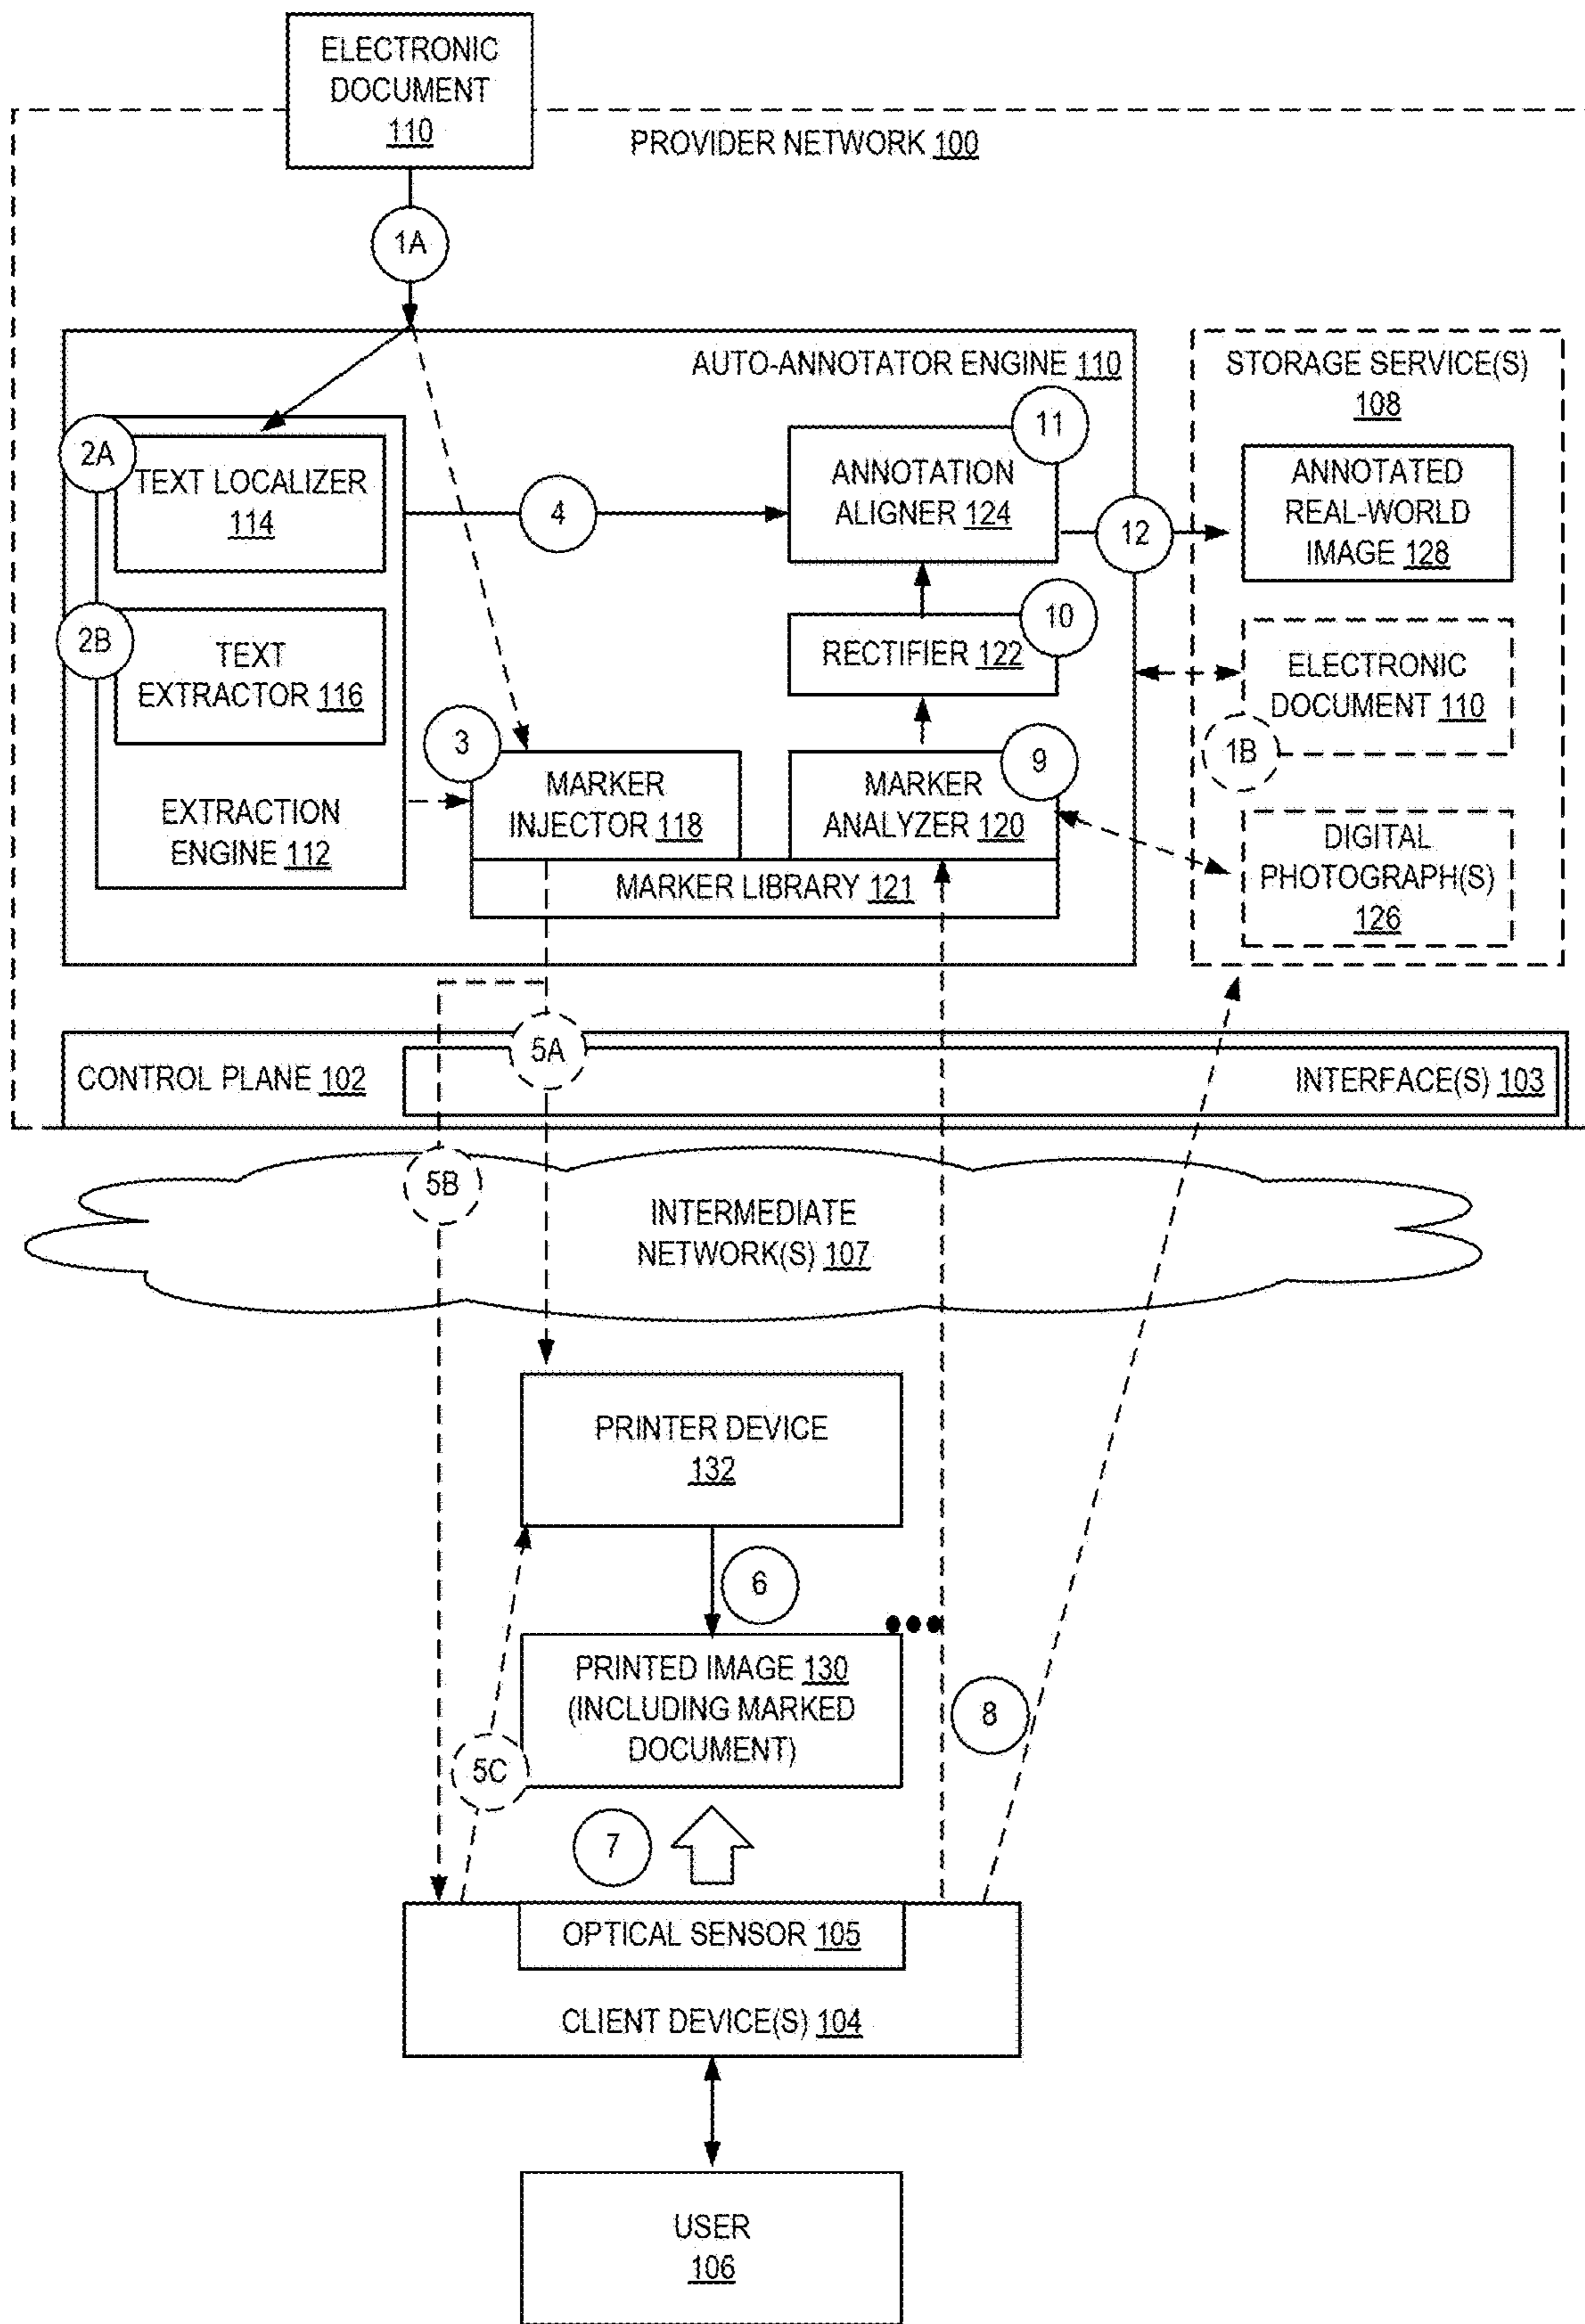 ELECTRONIC
DOCUMENT
110
PROVIDER NETWORK 100
1A
AUTO-ANNOTATOR ENGINE 110
STORAGE SERVICE(S)
108
2A
TEXT LOCALIZER
114
4
11
ANNOTATION
ALIGNER 124
12
ANNOTATED
REAL-WORLD
IMAGE 128
2B
TEXT
EXTRACTOR 116
10
RECTIFIER 122
ELECTRONIC
DOCUMENT 110
1B
EXTRACTION
ENGINE 112
3
MARKER
INJECTOR 118
9
MARKER
ANALYZER 120
MARKER LIBRARY 121
DIGITAL
PHOTOGRAPH(S)
126
5A
CONTROL PLANE 102
INTERFACE(S) 103
5B
INTERMEDIATE
NETWORK(S) 107
PRINTER DEVICE
132
6
PRINTED IMAGE 130
(INCLUDING MARKED
DOCUMENT)
8
5C
7
OPTICAL SENSOR 105
CLIENT DEVICE(S) 104
USER
106